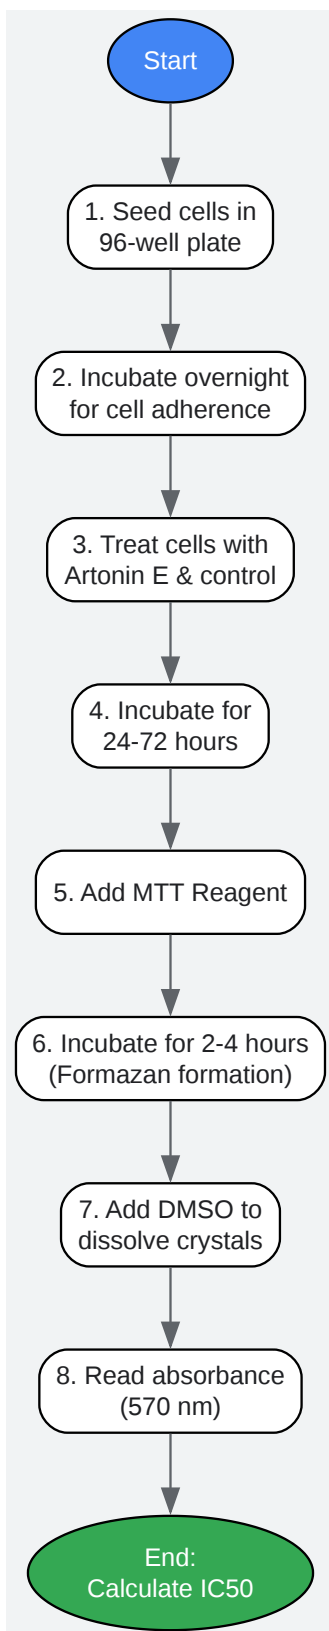 Start
1. Seed cells in
96-well plate
2. Incubate overnight
for cell adherence
3. Treat cells with
Artonin E & control
4. Incubate for
24-72 hours
5. Add MTT Reagent
6. Incubate for 2-4 hours
(Formazan formation)
7. Add DMSO to
dissolve crystals
8. Read absorbance
(570 nm)
End:
Calculate IC50